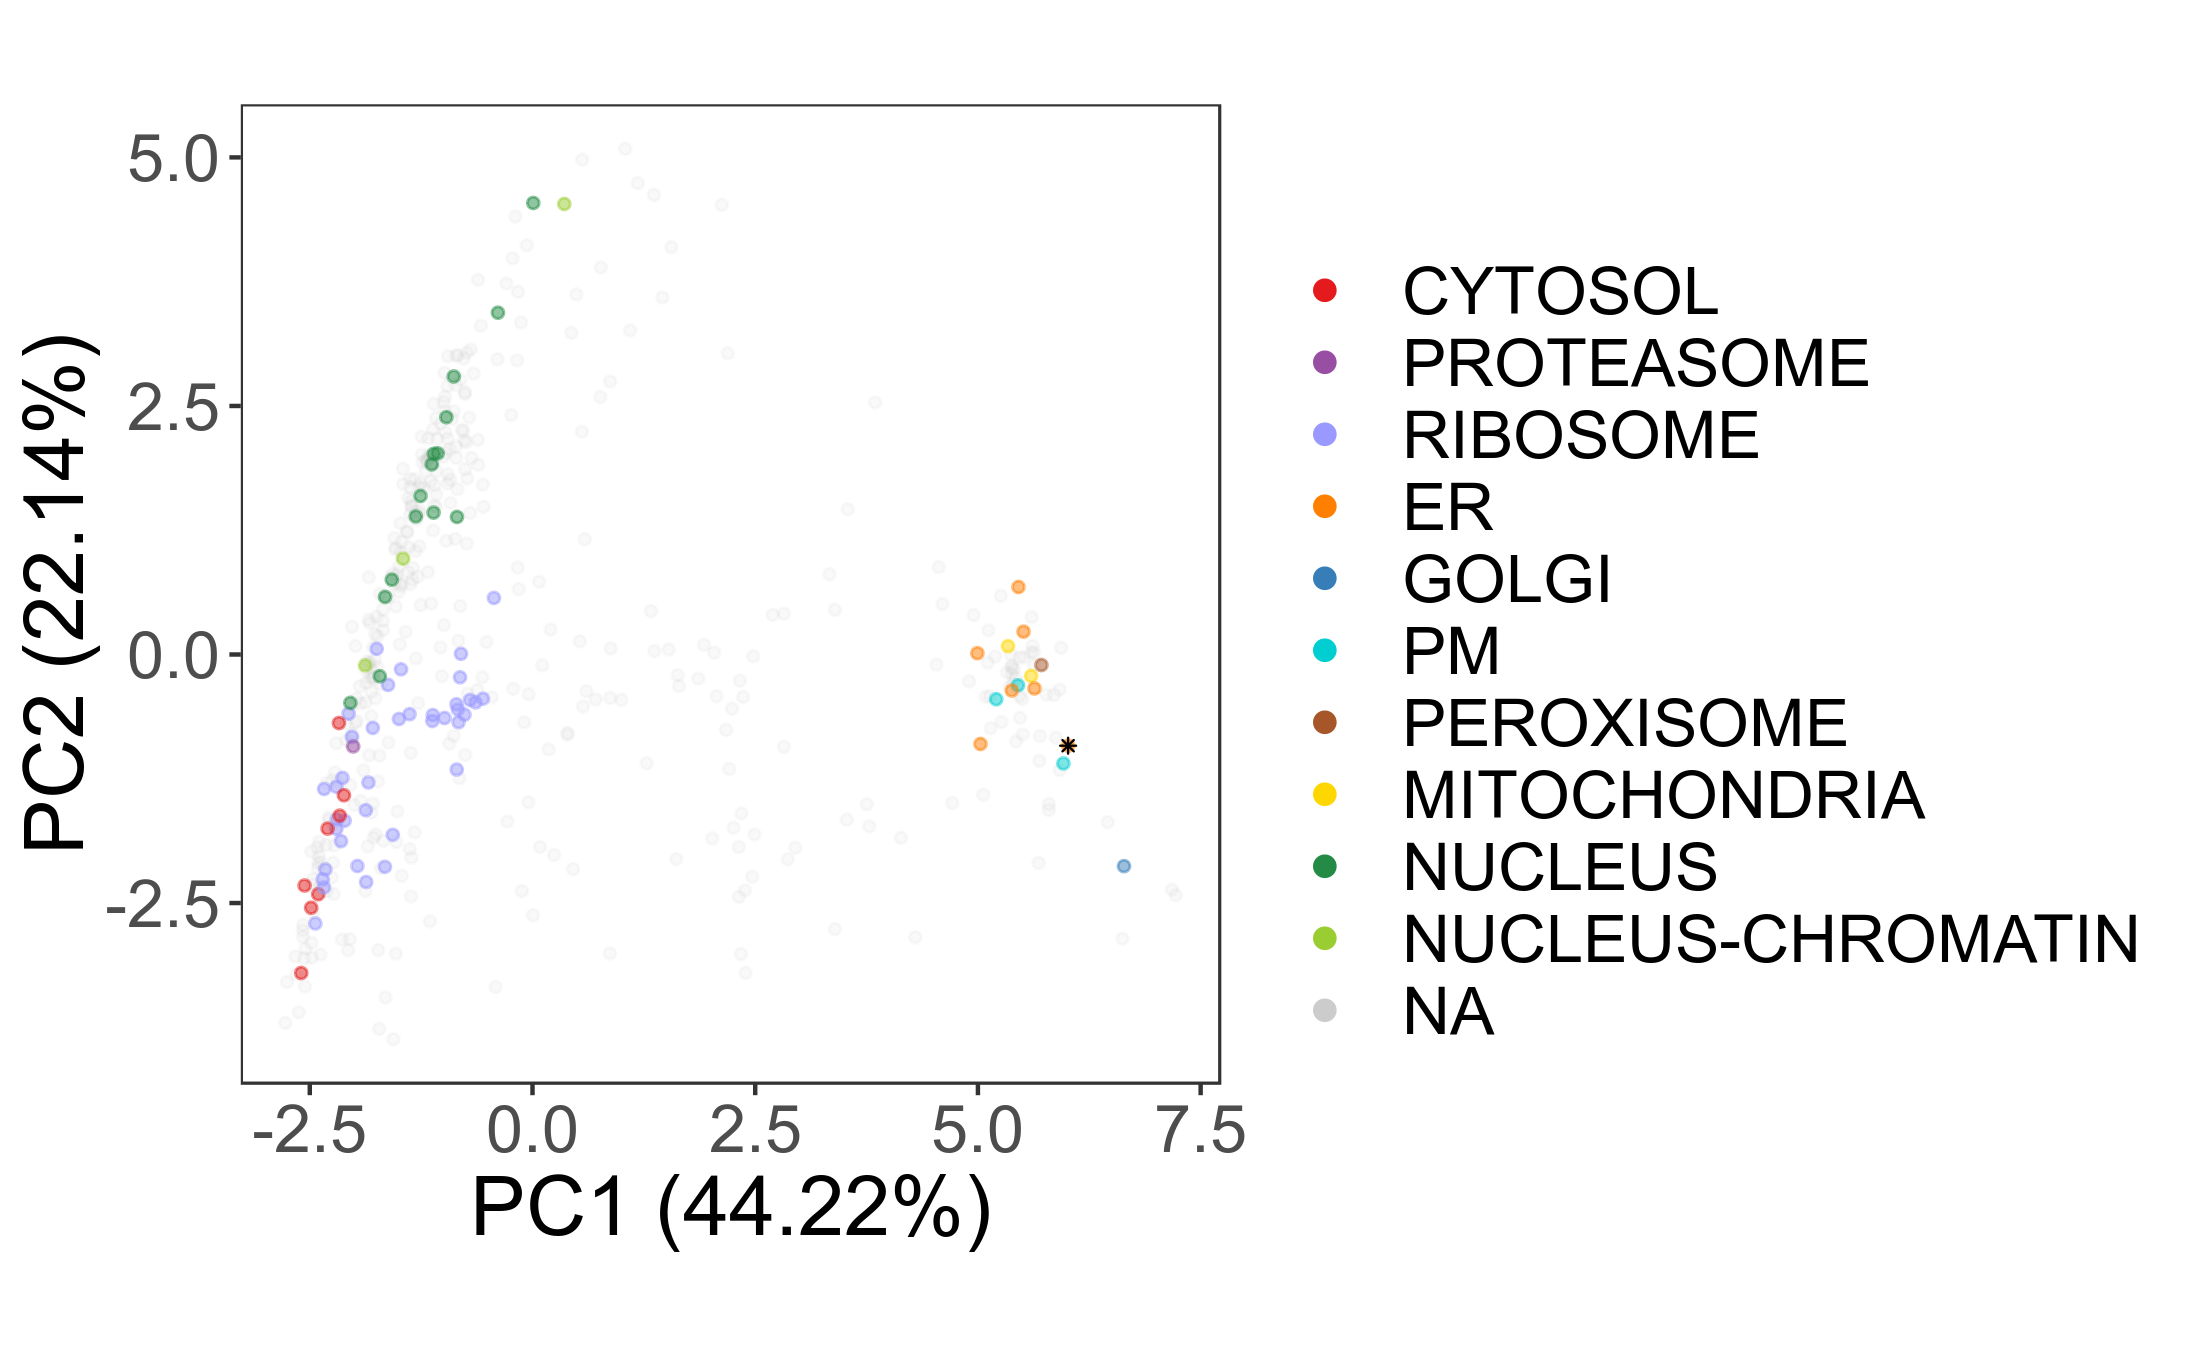 PC2 (22.14%)
5.0
2.5
0.0
-2.5
-2.5 0.0 2.5 5.0 7.5
PC1 (44.22%)
CYTOSOL
PROTEASOME
RIBOSOME
ER
GOLGI
PM
PEROXISOME
MITOCHONDRIA
NUCLEUS
NUCLEUS-CHROMATIN
NA